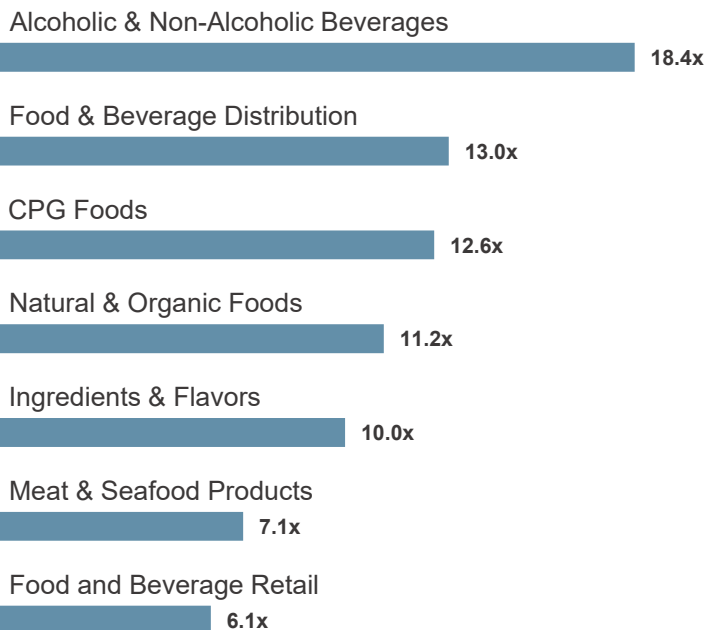 Alcoholic & Non-Alcoholic Beverages
18.4x
Food & Beverage Distribution
13.0x
CPG Foods
12.6x
Natural & Organic Foods
11.2x
Ingredients & Flavors
10.0x
Meat & Seafood Products
7.1x
Food and Beverage Retail
6.1x